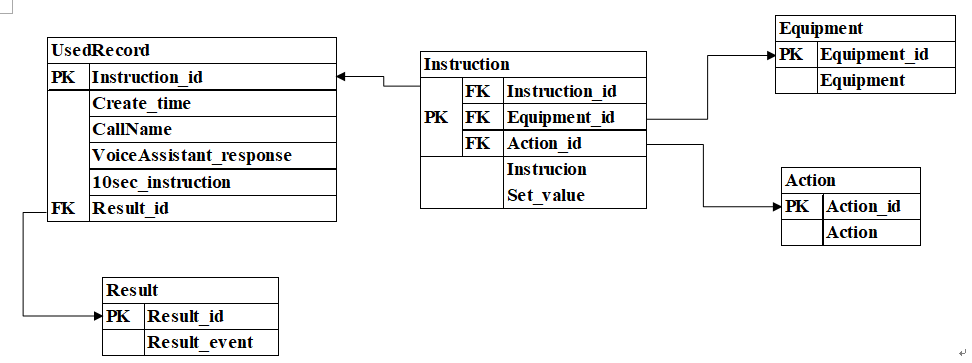 UsedRecord
PK Instruction_id
Create_time
CallName
VoiceAssistant_response
10sec_instruction
FK Result_id
Instruction
FK Instruction_id
PK FK Equipment_id
FK Action_id
Instrucion
Set_value
Equipment
PK Equipment_id
Equipment
Action
PK Action_id
Action
Result
PK Result_id
Result_event